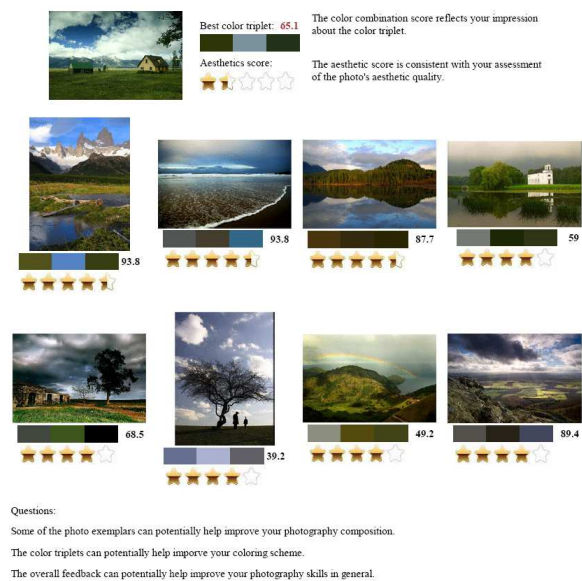 Best color triplet: 65.1
Aesthetics score:
The color combination score reflects your impression
about the color triplet.
The aesthetic score is consistent with your assessment
of the photo's aesthetic quality.
93.8
93.8
87.7
59
68.5
39.2
49.2
89.4
Questions:
Some of the photo exemplars can potentially help improve your photography composition.
The color triplets can potentially help imporve your coloring scheme.
The overall feedback can potentially help improve your photography skills in general.